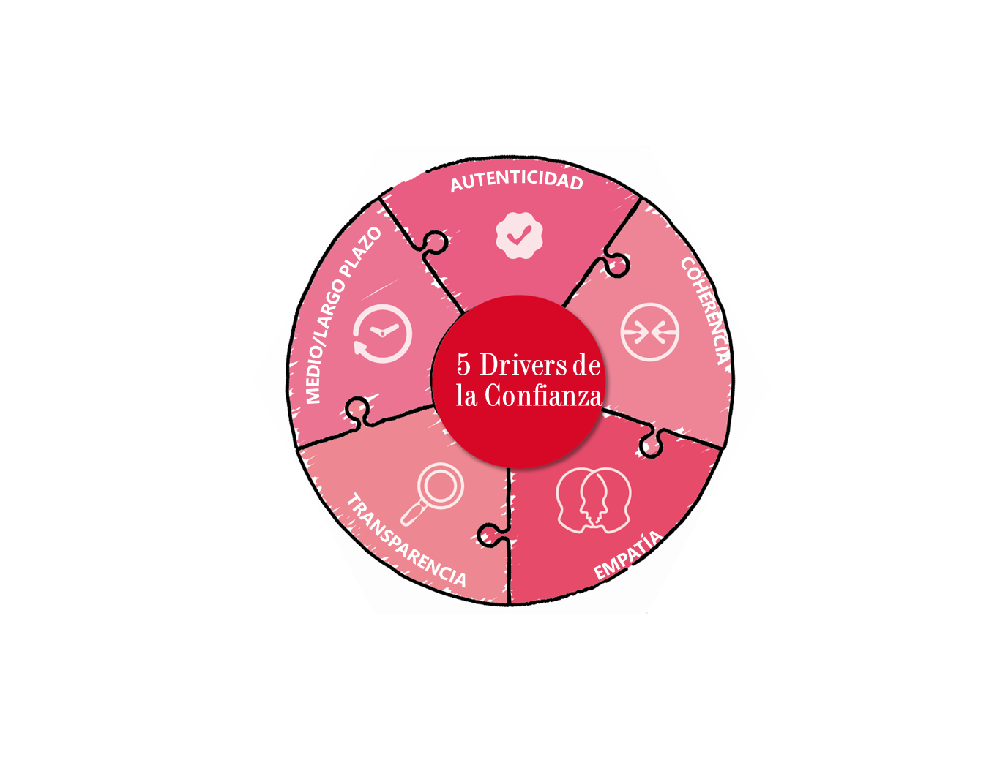 AUTENTICIDAD
COHERENCIA
EMPATÍA
TRANSPARENCIA
MEDIO/LARGO PLAZO
5 Drivers de
la Confianza